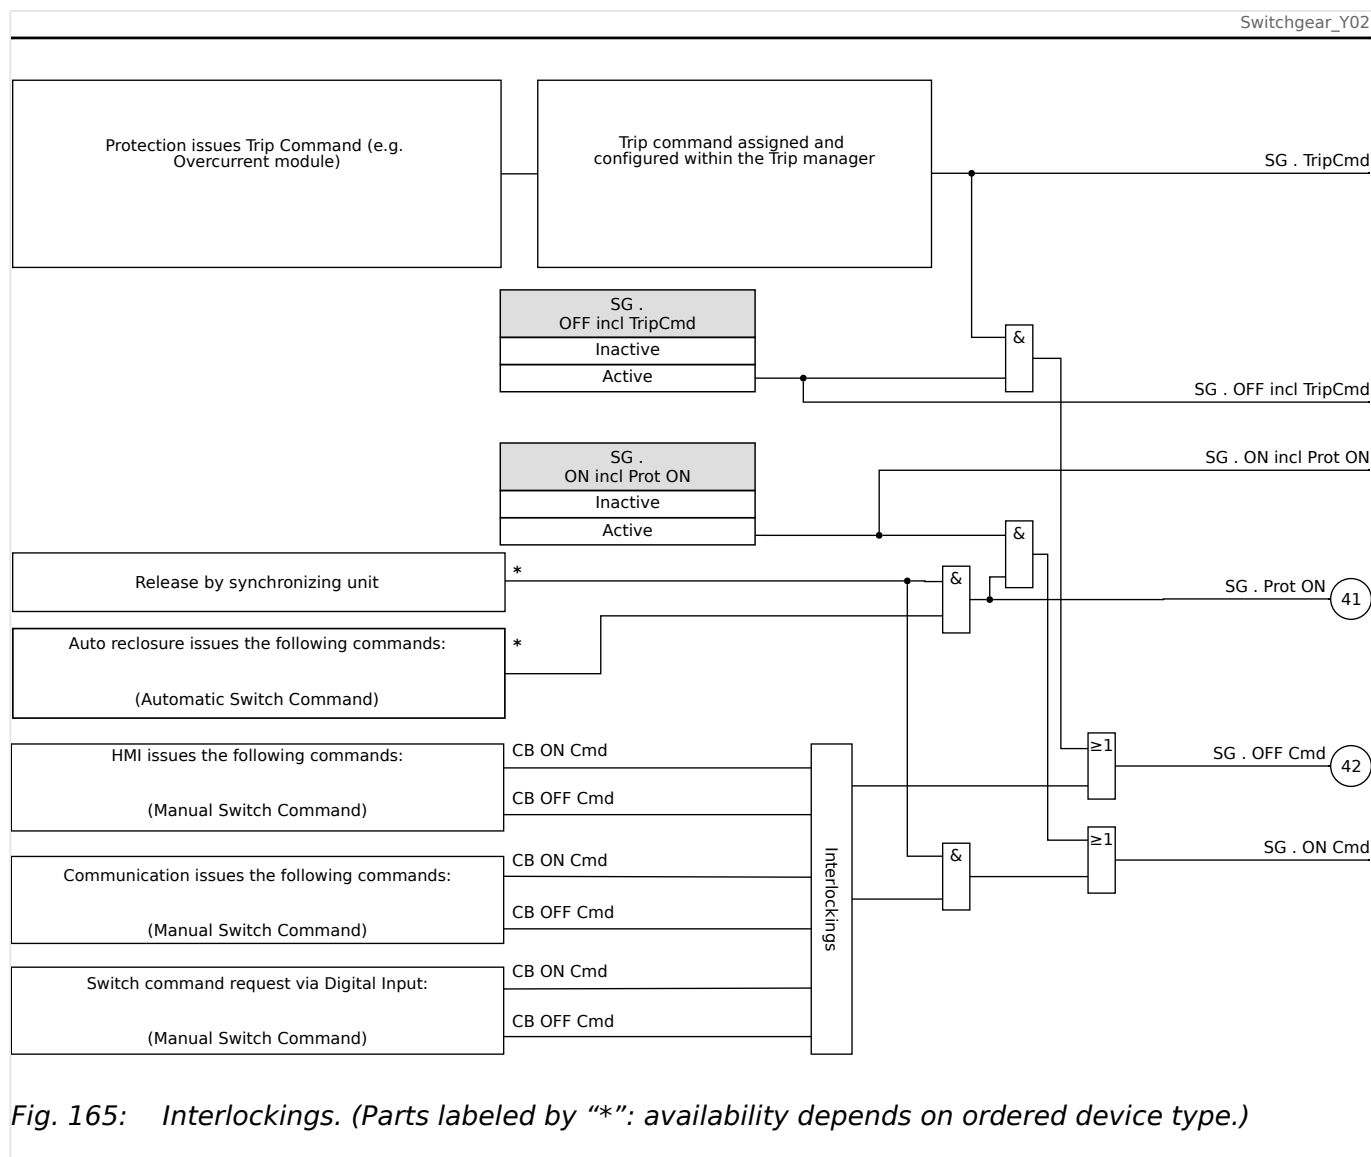 Switchgear_Y02
Protection issues Trip Command (e.g.
Overcurrent module)
Trip command assigned and
configured within the Trip manager
SG . TripCmd
SG .
OFF incl TripCmd
Inactive
Active
&
SG . OFF incl TripCmd
SG .
ON incl Prot ON
Inactive
Active
SG . ON incl Prot ON
&
Release by synchronizing unit
*
&
SG . Prot ON
41
Auto reclosure issues the following commands:
*
(Automatic Switch Command)
HMI issues the following commands:
(Manual Switch Command)
CB ON Cmd
CB OFF Cmd
≥1
SG . OFF Cmd
42
Communication issues the following commands:
(Manual Switch Command)
CB ON Cmd
CB OFF Cmd
Interlockings
&
≥1
SG . ON Cmd
Switch command request via Digital Input:
(Manual Switch Command)
CB ON Cmd
CB OFF Cmd
Fig. 165: Interlockings. (Parts labeled by “*”: availability depends on ordered device type.)